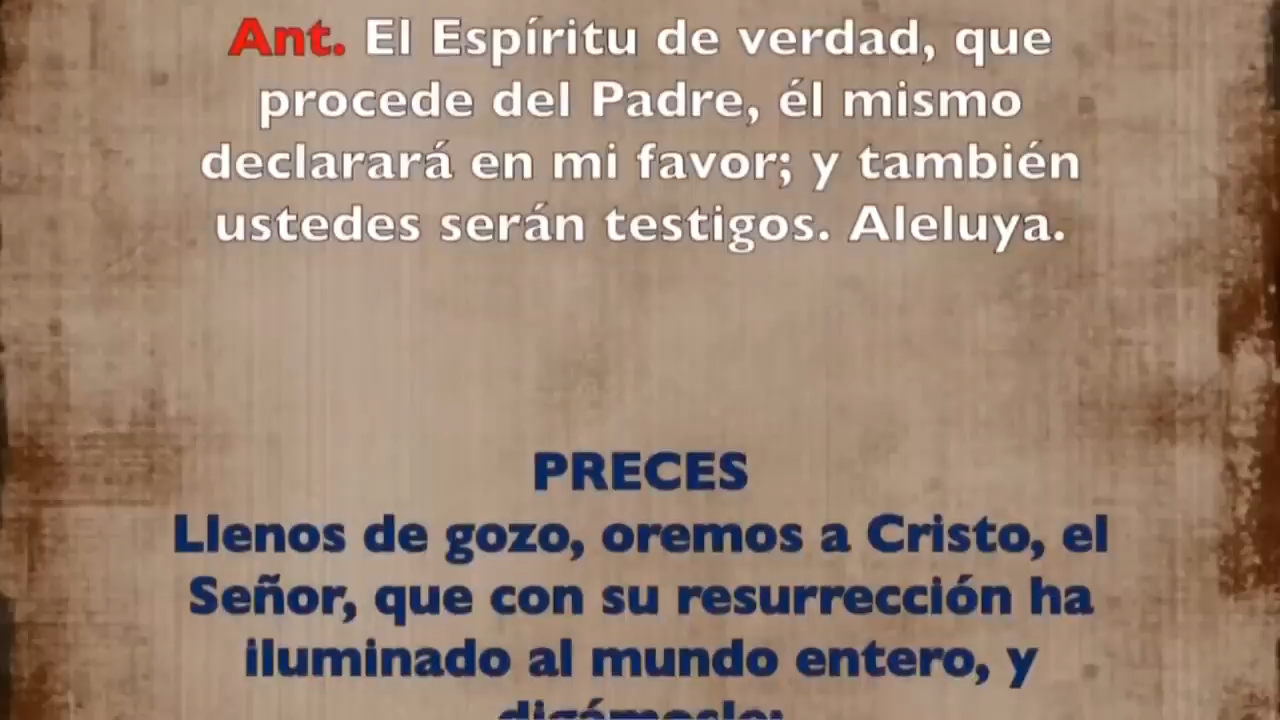 Ant. El Espíritu de verdad, que
procede del Padre, él mismo
declarará en mi favor; y también
ustedes serán testigos. Aleluya.
PRECES
Llenos de gozo, oremos a Cristo, el
Señor, que con su resurrección ha
iluminado al mundo entero, y
digámosle: